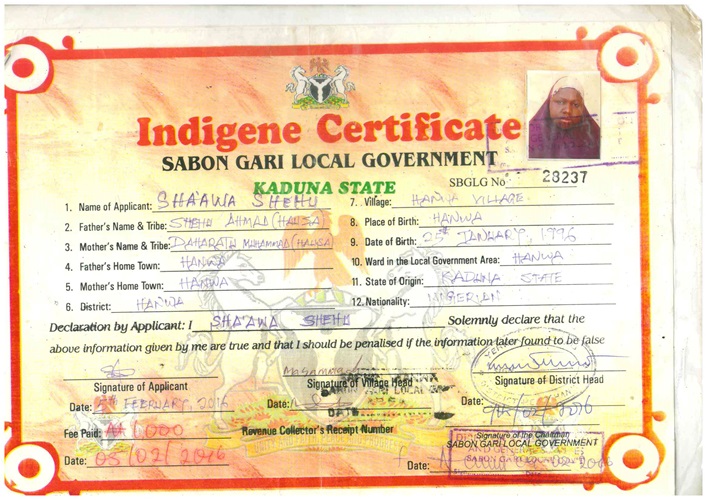 Indigene Certificate
SABON GARI LOCAL GOVERNMENT
KADUNA STATE
SBGLG No 28237
1. Name of Applicant: SHA'AWA SHEHU
2. Father's Name & Tribe: SHEHU AHMAD (HAUSA)
3. Mother's Name & Tribe: DAHARATU MUHAMMAD (HAUSA)
4. Father's Home Town: HANWA
5. Mother's Home Town: HANWA
6. District: HANWA
7. Village: HANWA VILLAGE
8. Place of Birth: HANWA
9. Date of Birth: 25th JANUARY, 1996
10. Ward in the Local Government Area: HANWA
11. State of Origin: KADUNA STATE
12. Nationality: NIGERIAN
Declaration by Applicant: I SHA'AWA SHEHU Solemnly declare that the
above information given by me are true and that I should be penalised if the information later found to be false
Signature of Applicant
Signature of Village Head
Signature of District Head
Date: FEBRUARY, 2016
Date:
DATE
Date: /02/2016
Fee Paid: ₦1,000
Revenue Collector's Receipt Number
Date: 05/02/2016
Signature of the Chairman
SABON GARI LOCAL GOVERNMENT
Date: 2016